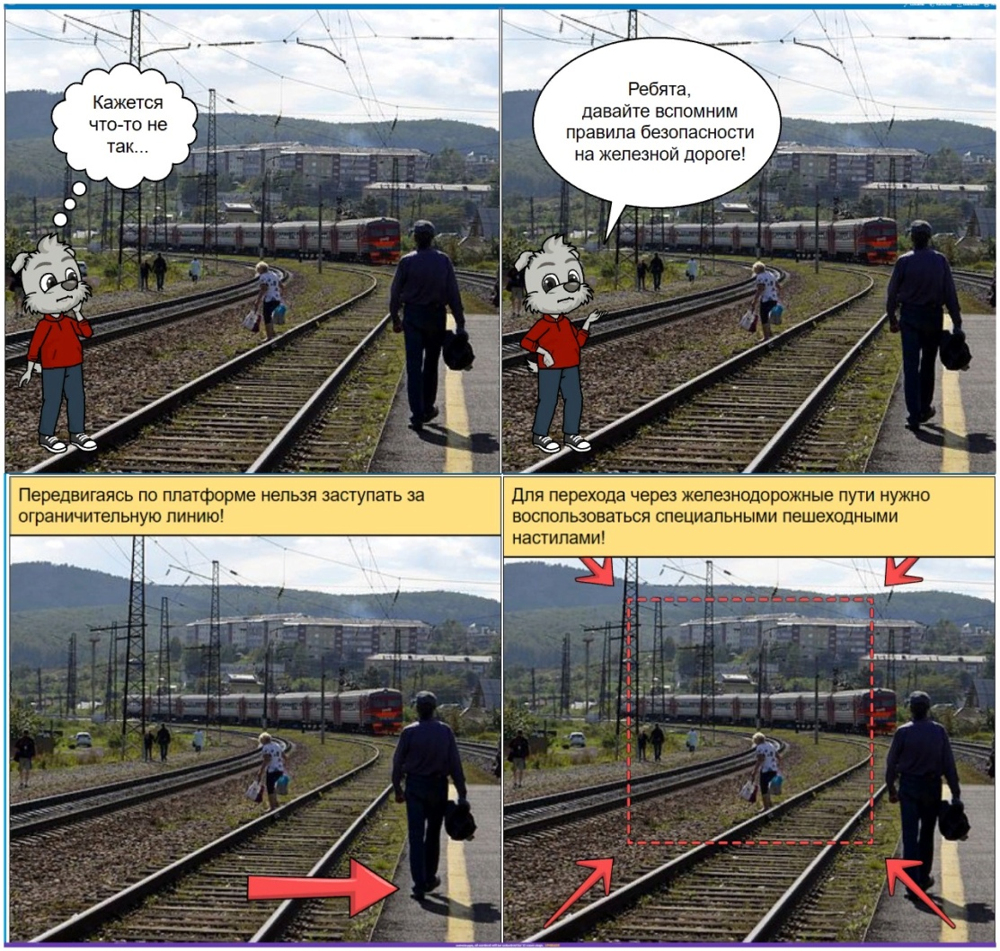 Кажется
что-то не
так...
Ребята,
давайте вспомним
правила безопасности
на железной дороге!
Передвигаясь по платформе нельзя заступать за
ограничительную линию!
Для перехода через железнодорожные пути нужно
воспользоваться специальными пешеходными
настилами!